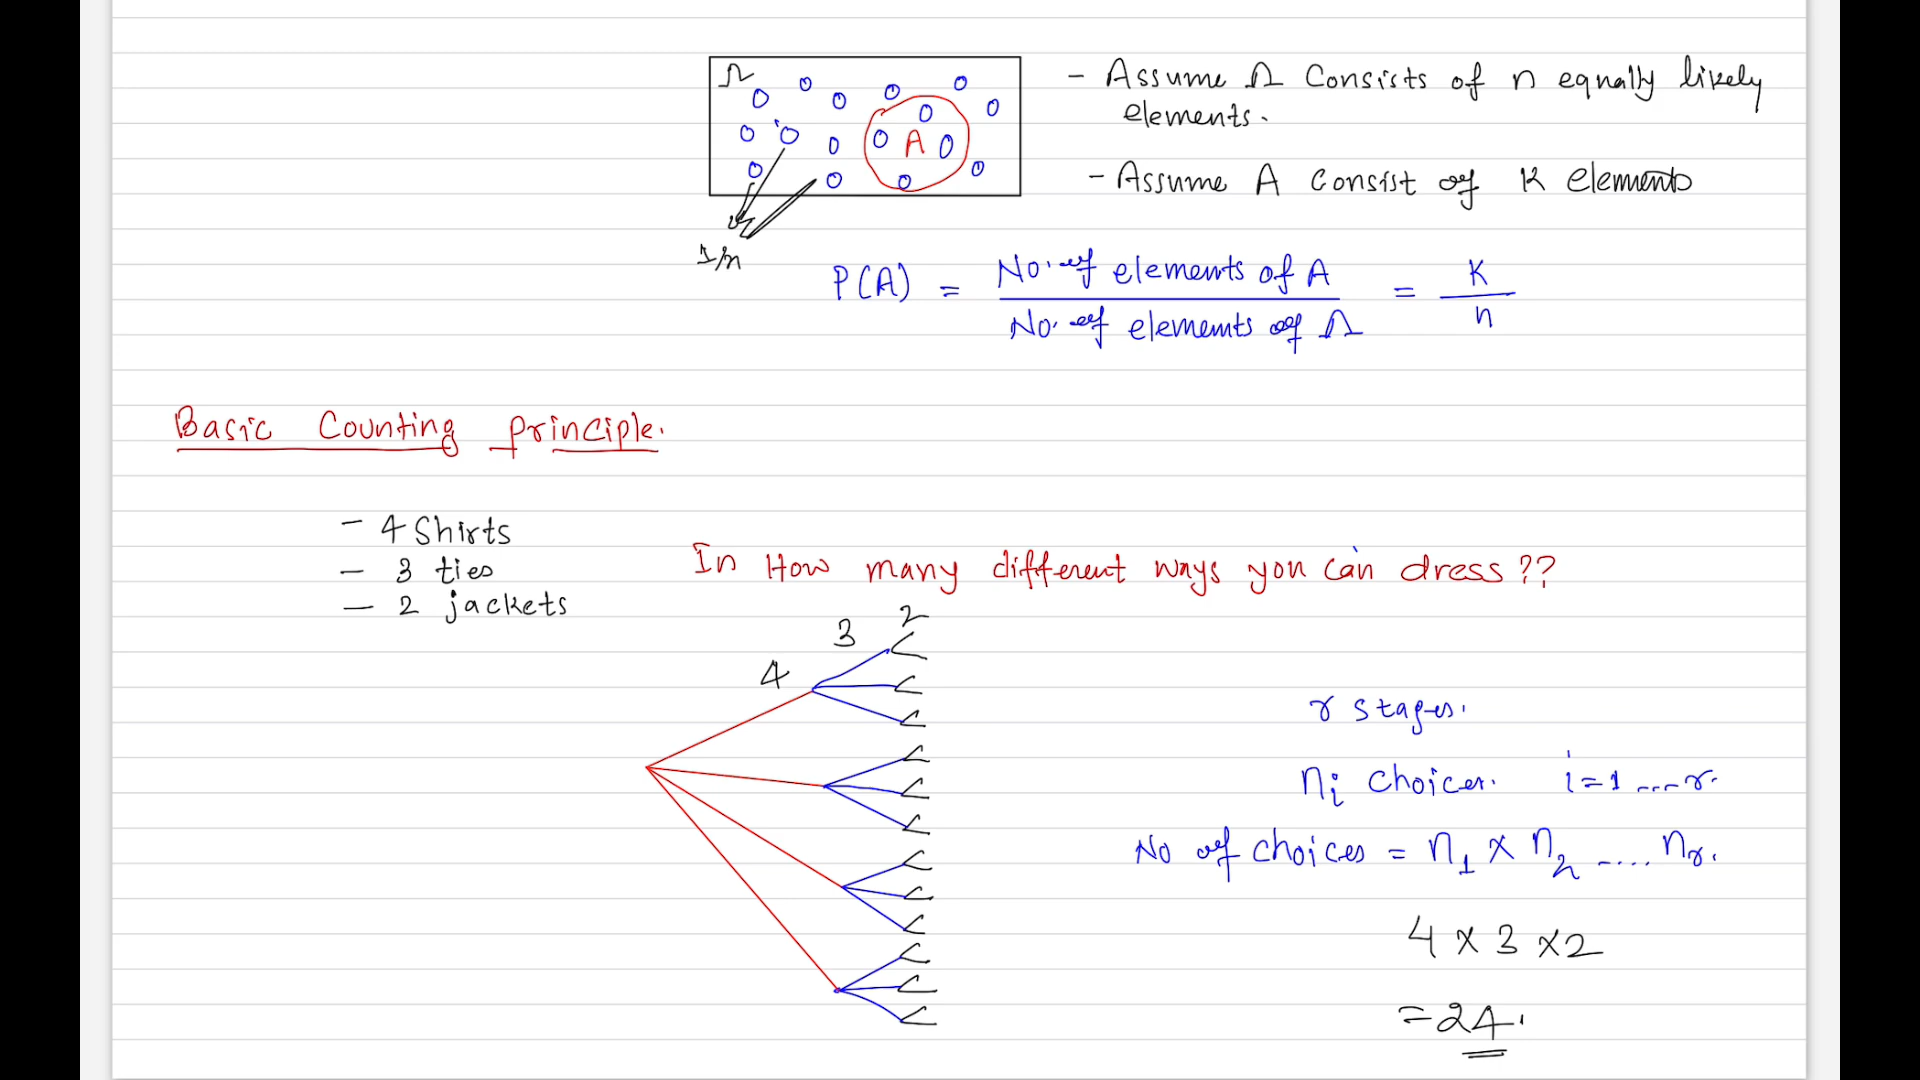 Ω
- Assume Ω Consists of n equally likely
elements.
A
- Assume A Consist of K elements
1/n
P(A) = No. of elements of A / No. of elements of Ω = K / n
Basic Counting principle.
- 4 Shirts
- 3 ties
- 2 jackets
In How many different ways you can dress??
4 3 2
r stages.
ni choices. i=1 ---- r.
No of choices = n1 × n2 ---- nr.
4 × 3 × 2
= 24.